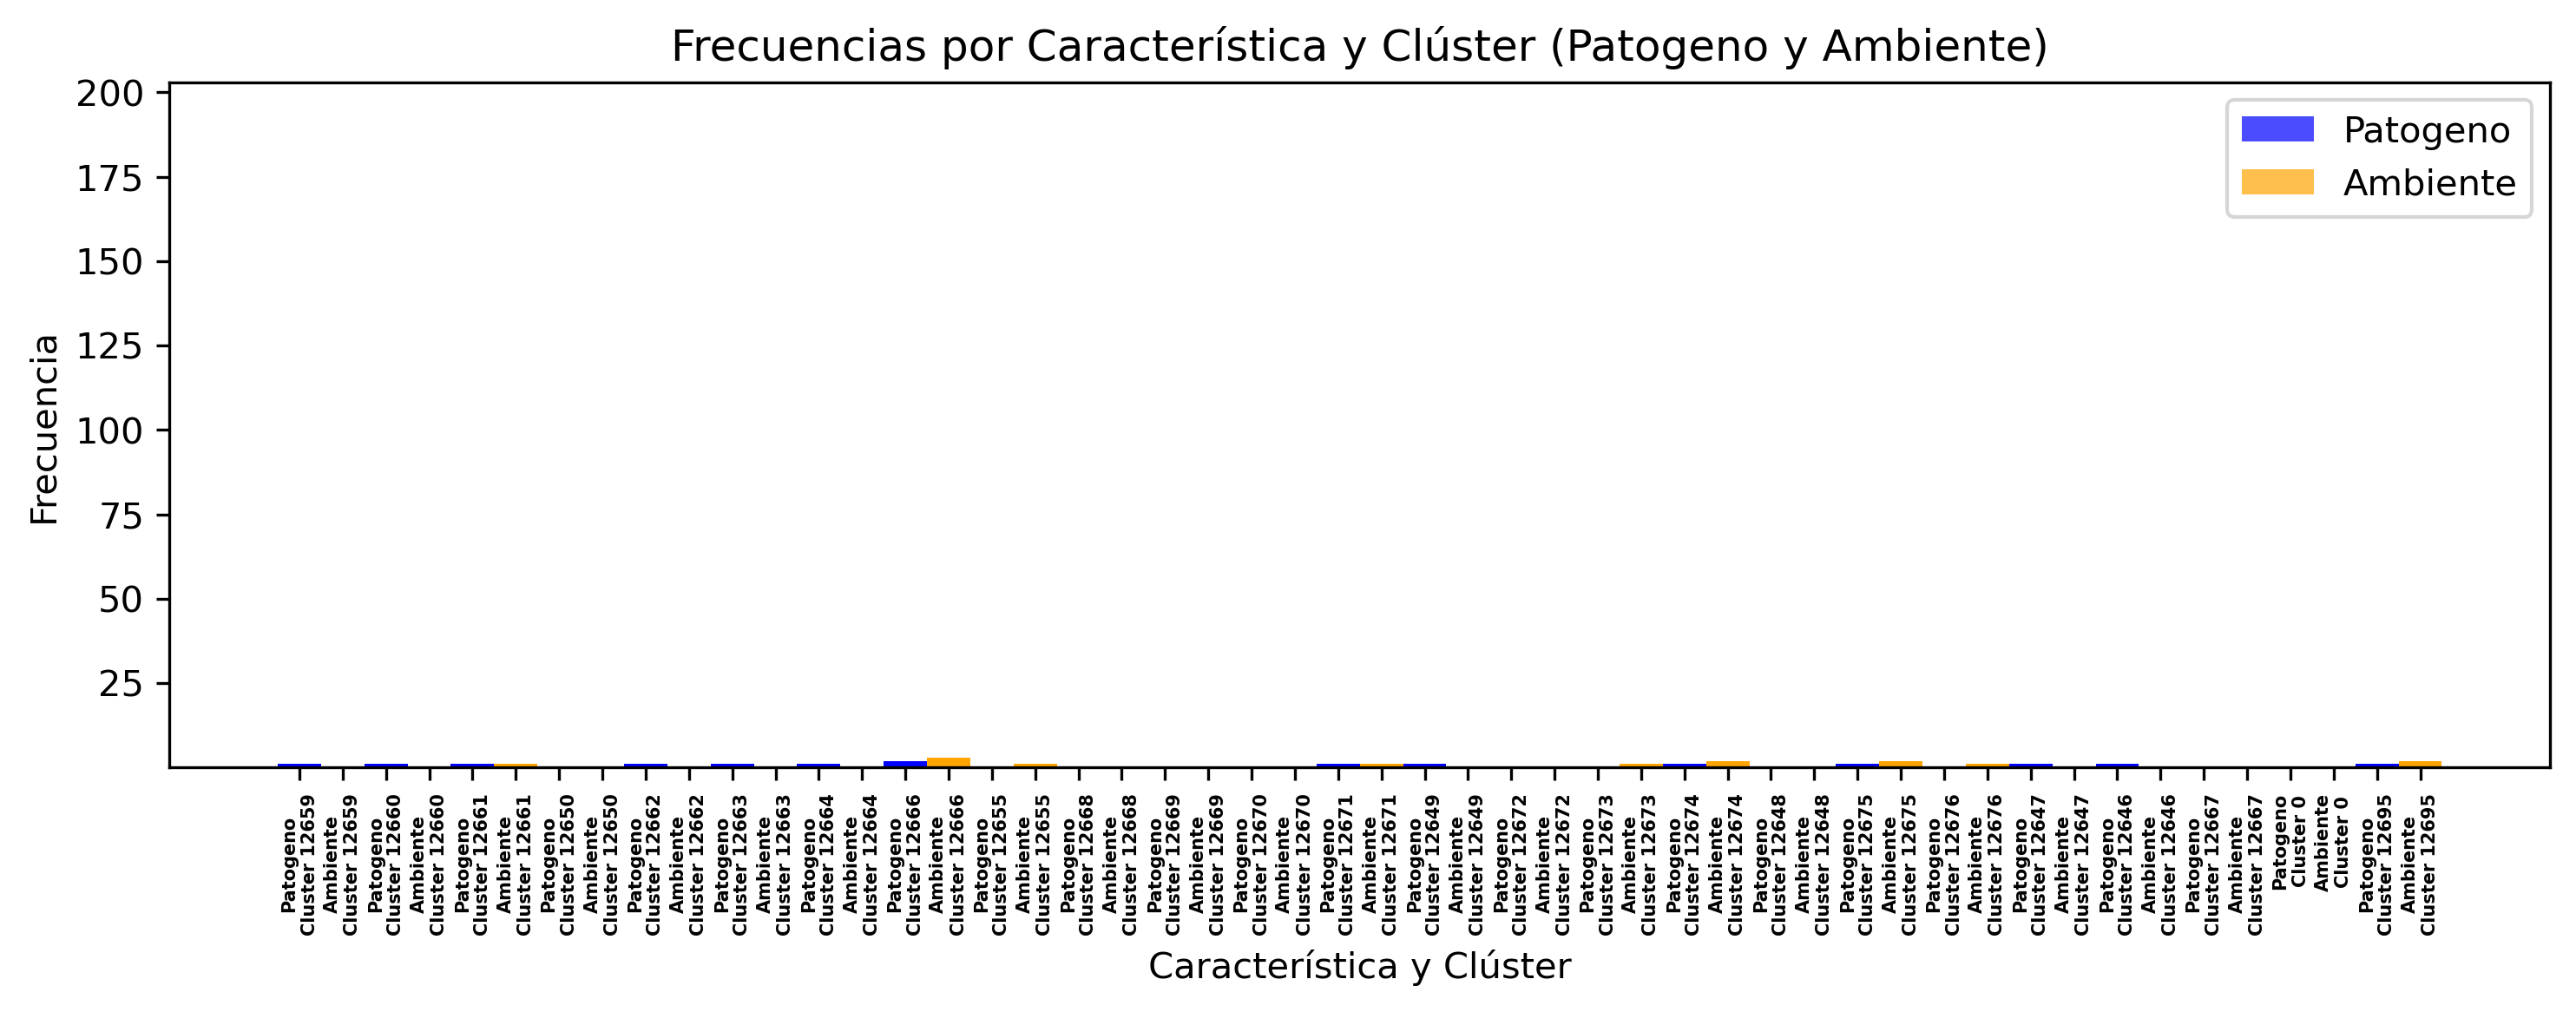 Frecuencias por Característica y Clúster (Patogeno y Ambiente)
200
175
150
125
100
75
50
25
Frecuencia
Patogeno
Ambiente
Patogeno
Cluster 12659
Ambiente
Cluster 12659
Patogeno
Cluster 12660
Ambiente
Cluster 12660
Patogeno
Cluster 12661
Ambiente
Cluster 12661
Patogeno
Cluster 12650
Ambiente
Cluster 12650
Patogeno
Cluster 12662
Ambiente
Cluster 12662
Patogeno
Cluster 12663
Ambiente
Cluster 12663
Patogeno
Cluster 12664
Ambiente
Cluster 12664
Patogeno
Cluster 12666
Ambiente
Cluster 12666
Patogeno
Cluster 12655
Ambiente
Cluster 12655
Patogeno
Cluster 12668
Ambiente
Cluster 12668
Patogeno
Cluster 12669
Ambiente
Cluster 12669
Patogeno
Cluster 12670
Ambiente
Cluster 12670
Patogeno
Cluster 12671
Ambiente
Cluster 12671
Patogeno
Cluster 12649
Ambiente
Cluster 12649
Patogeno
Cluster 12672
Ambiente
Cluster 12672
Patogeno
Cluster 12673
Ambiente
Cluster 12673
Patogeno
Cluster 12674
Ambiente
Cluster 12674
Patogeno
Cluster 12648
Ambiente
Cluster 12648
Patogeno
Cluster 12675
Ambiente
Cluster 12675
Patogeno
Cluster 12676
Ambiente
Cluster 12676
Patogeno
Cluster 12647
Ambiente
Cluster 12647
Patogeno
Cluster 12646
Ambiente
Cluster 12646
Patogeno
Cluster 12667
Ambiente
Cluster 12667
Patogeno
Cluster 0
Ambiente
Cluster 0
Patogeno
Cluster 12695
Ambiente
Cluster 12695
Característica y Clúster